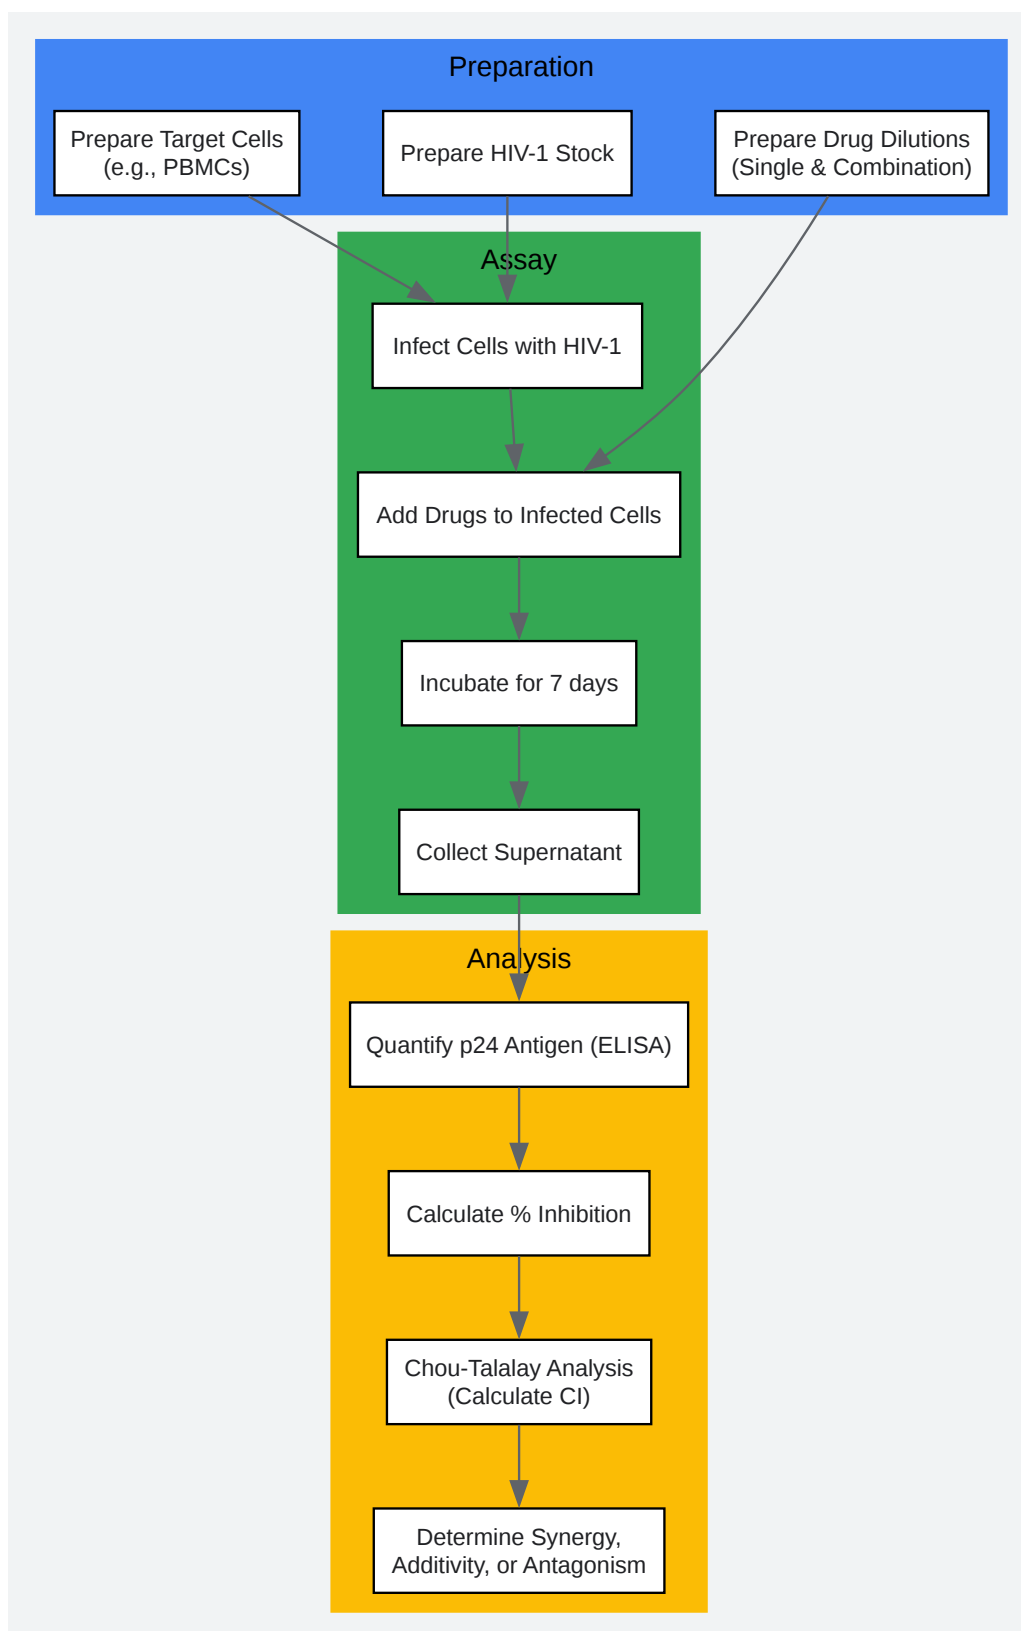 Preparation
Prepare Target Cells
(e.g., PBMCs)
Prepare HIV-1 Stock
Prepare Drug Dilutions
(Single & Combination)
Assay
Infect Cells with HIV-1
Add Drugs to Infected Cells
Incubate for 7 days
Collect Supernatant
Analysis
Quantify p24 Antigen (ELISA)
Calculate % Inhibition
Chou-Talalay Analysis
(Calculate CI)
Determine Synergy,
Additivity, or Antagonism